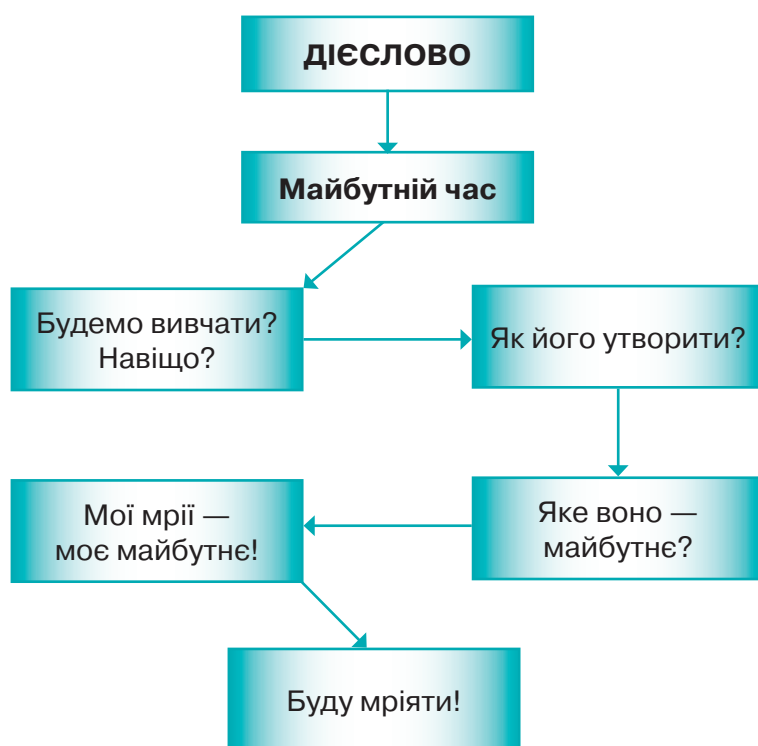 ДІЄСЛОВО
Майбутній час
Будемо вивчати?
Навіщо?
Як його утворити?
Яке воно —
майбутнє?
Мої мрії —
моє майбутнє!
Буду мріяти!